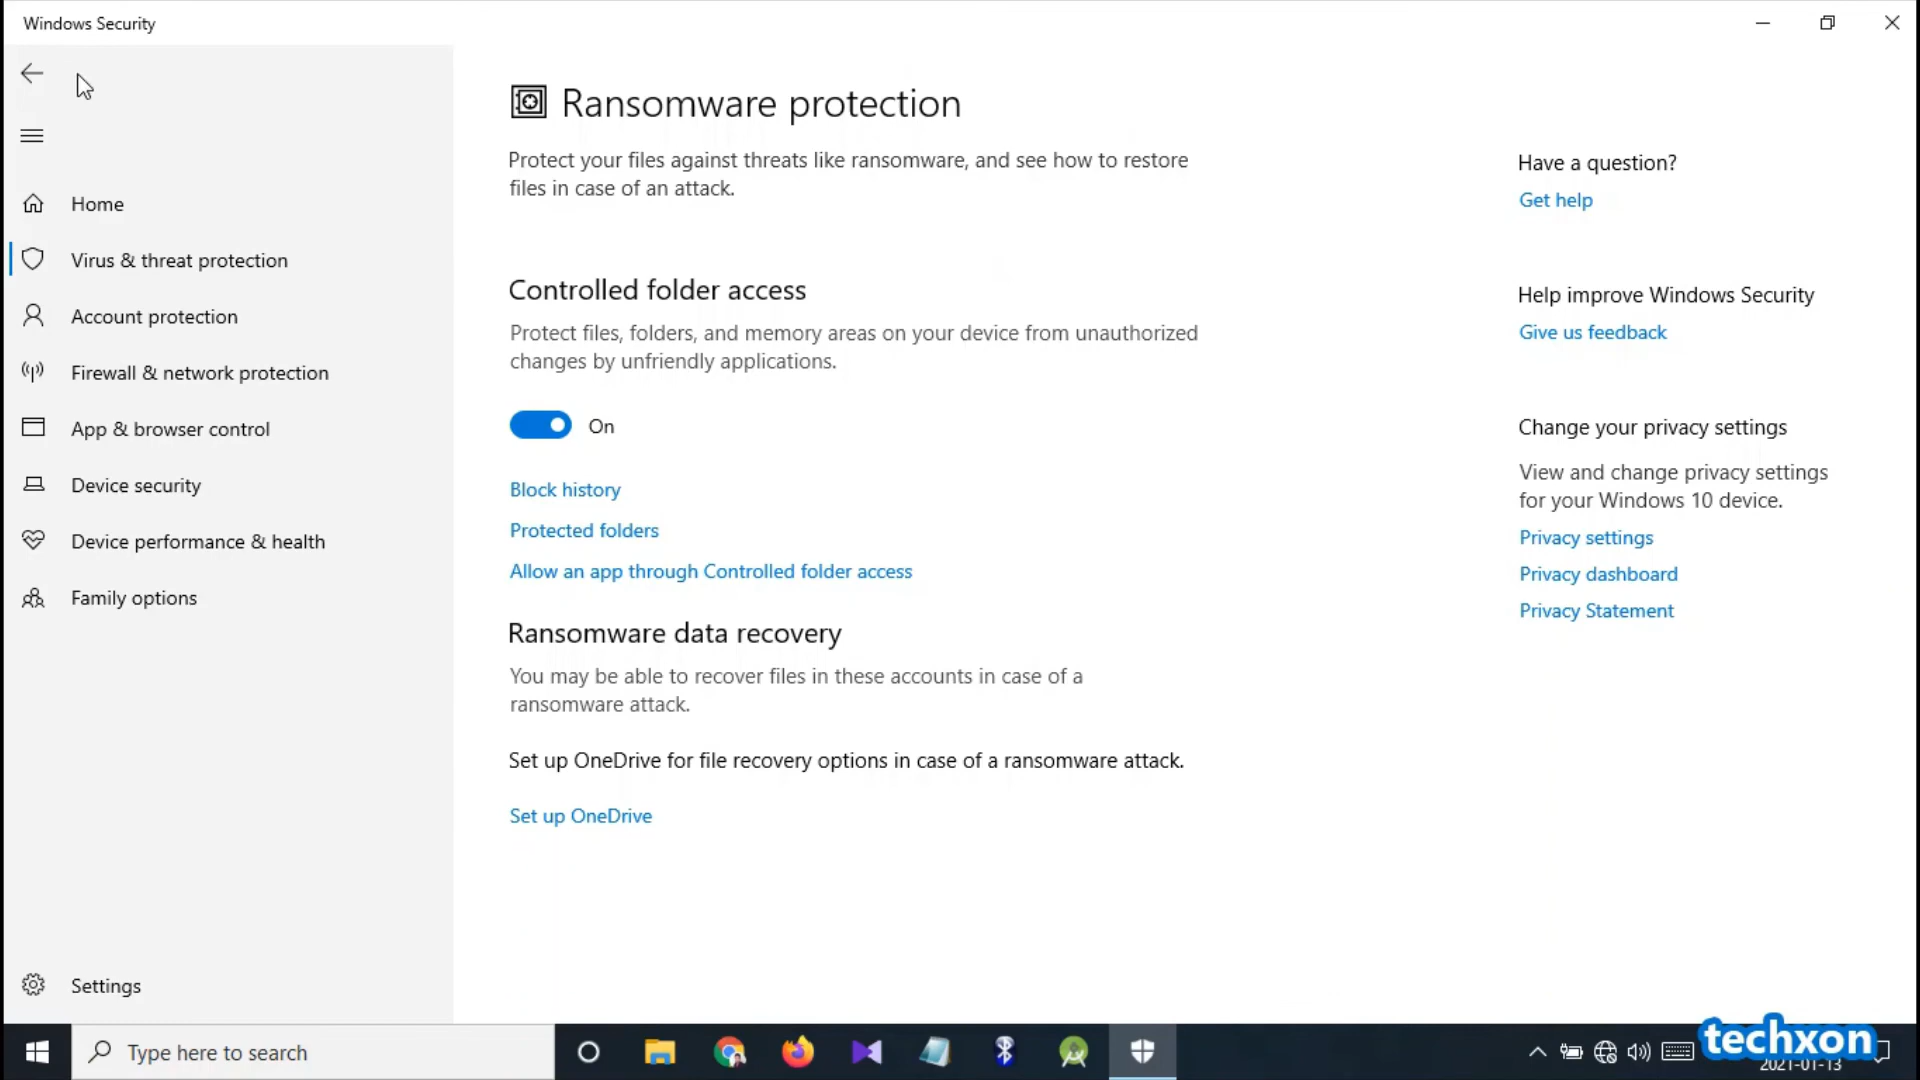 Windows Security
Home
Virus & threat protection
Account protection
Firewall & network protection
App & browser control
Device security
Device performance & health
Family options
Settings
Ransomware protection
Protect your files against threats like ransomware, and see how to restore
files in case of an attack.
Controlled folder access
Protect files, folders, and memory areas on your device from unauthorized
changes by unfriendly applications.
On
Block history
Protected folders
Allow an app through Controlled folder access
Ransomware data recovery
You may be able to recover files in these accounts in case of a
ransomware attack.
Set up OneDrive for file recovery options in case of a ransomware attack.
Set up OneDrive
Have a question?
Get help
Help improve Windows Security
Give us feedback
Change your privacy settings
View and change privacy settings
for your Windows 10 device.
Privacy settings
Privacy dashboard
Privacy Statement
Type here to search
techxon
2021-01-13